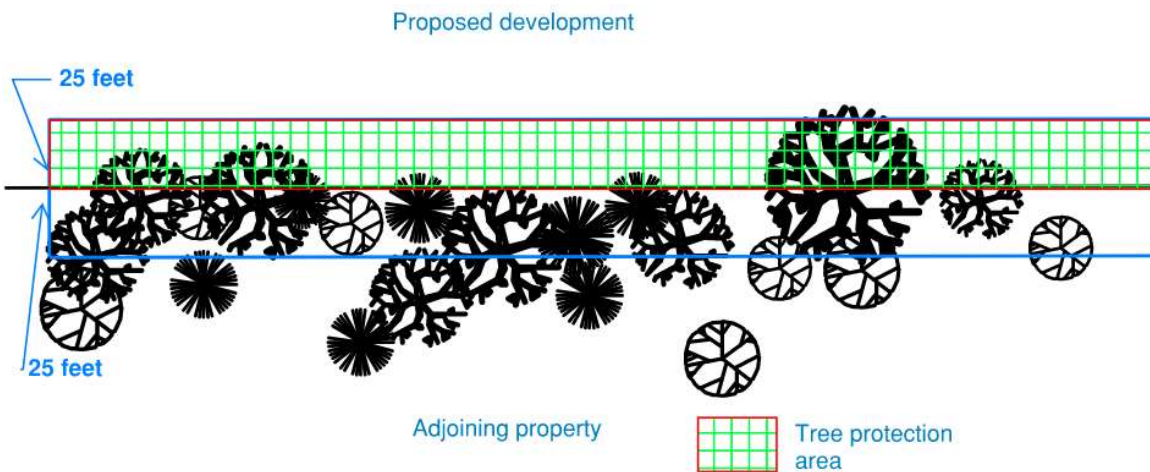 Proposed development
25 feet
25 feet
Adjoining property
Tree protection
area